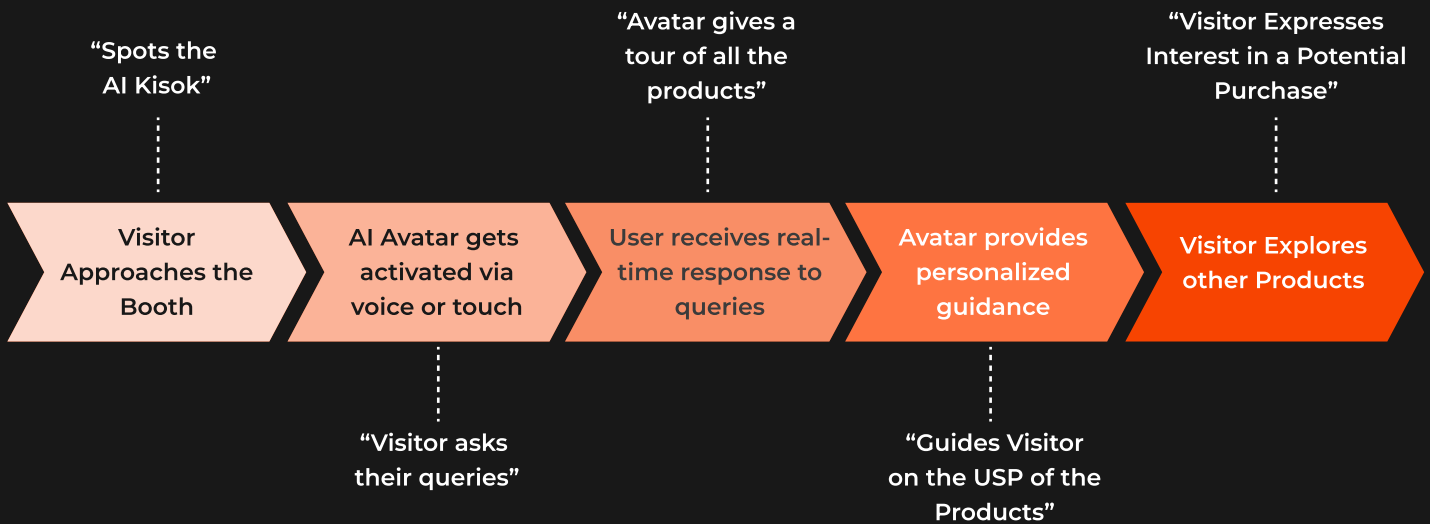 “Spots the
AI Kisok”
“Avatar gives a
tour of all the
products”
“Visitor Expresses
Interest in a Potential
Purchase”
Visitor
Approaches the
Booth
AI Avatar gets
activated via
voice or touch
User receives real-
time response to
queries
Avatar provides
personalized
guidance
Visitor Explores
other Products
“Visitor asks
their queries”
“Guides Visitor
on the USP of the
Products”